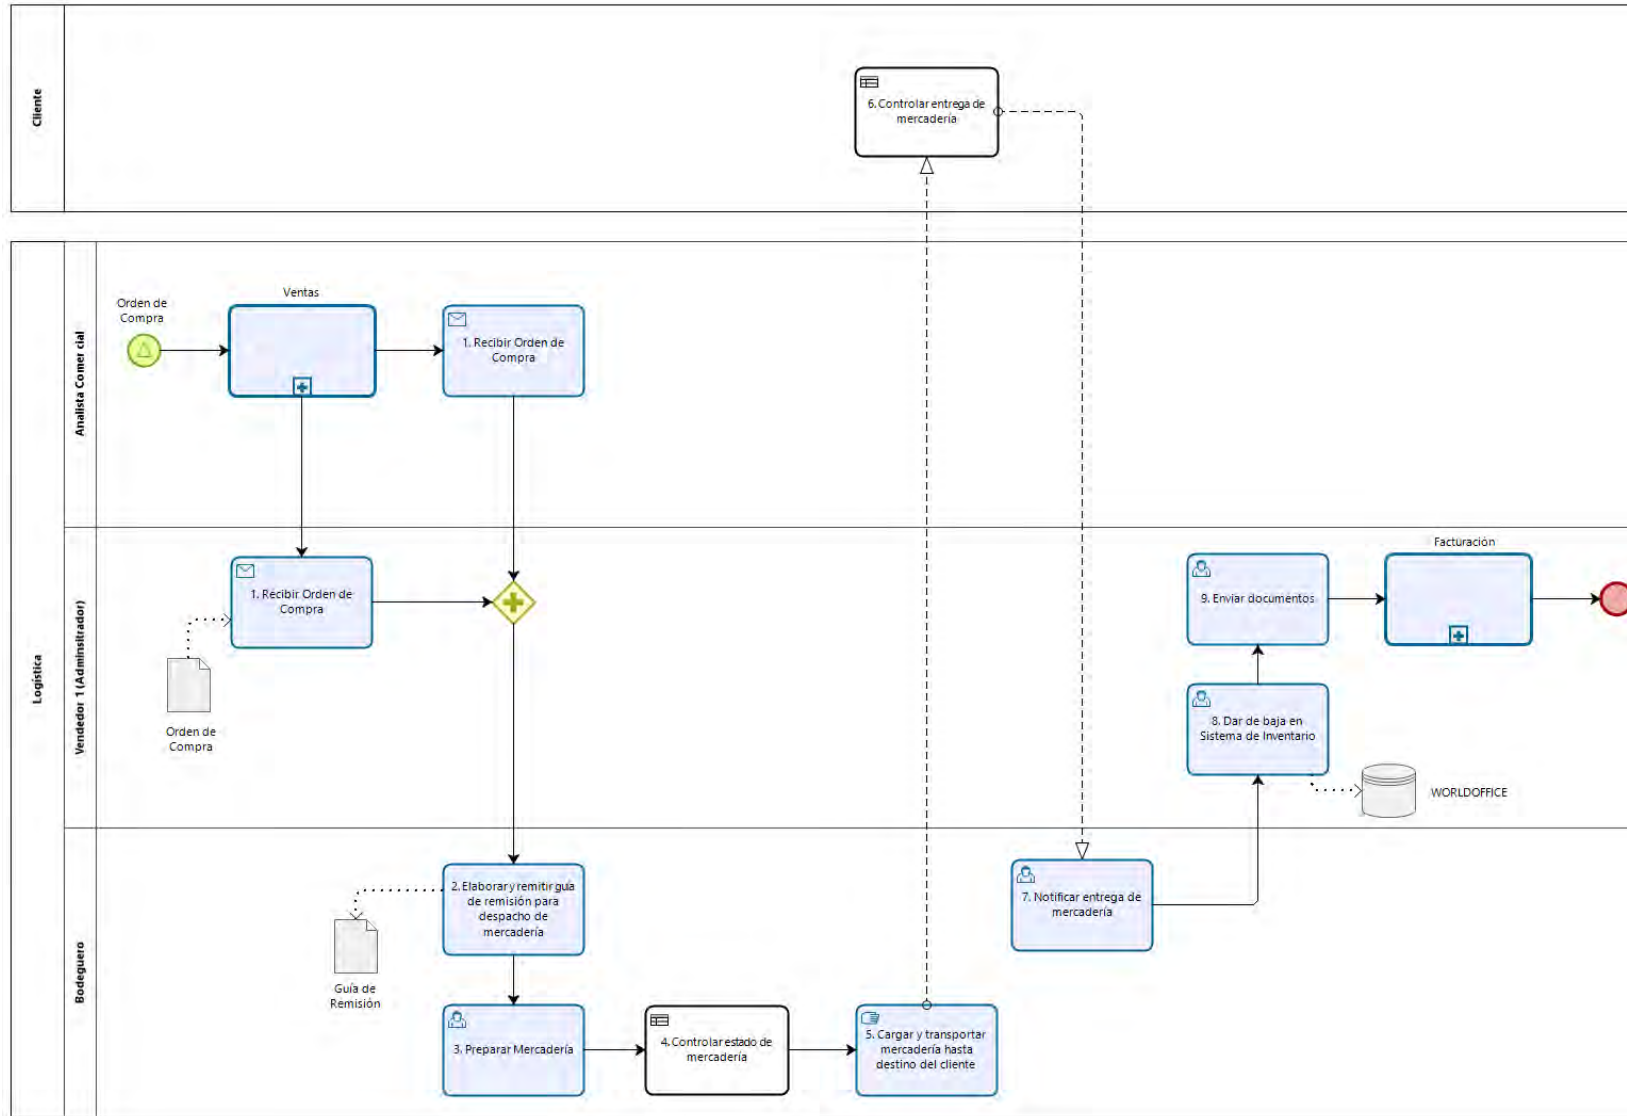 Cliente
6. Controlar entrega de
mercadería
Logística
Analista Comercial
Orden de
Compra
Ventas
1. Recibir Orden de
Compra
Vendedor 1 (Adminsitrador)
1. Recibir Orden de
Compra
Orden de
Compra
Facturación
9. Enviar documentos
8. Dar de baja en
Sistema de Inventario
WORLDOFFICE
Bodeguero
2. Elaborar y remitir guía
de remisión para
despacho de
mercadería
Guía de
Remisión
7. Notificar entrega de
mercadería
3. Preparar Mercadería
4. Controlar estado de
mercadería
5. Cargar y transportar
mercadería hasta
destino del cliente